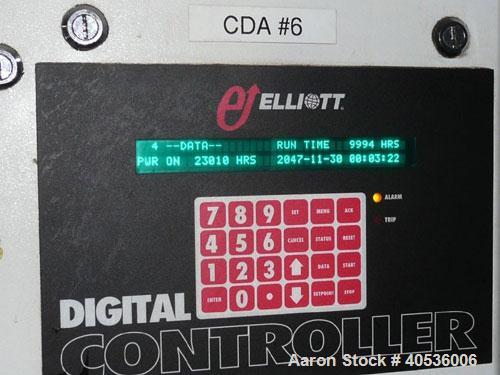 CDA #6
ELLIOTT
4 --DATA-- RUN TIME 9994 HRS
PWR ON 23010 HRS 2047-11-30 00:03:22
7 8 9 SET MENU ACK
4 5 6 CANCEL STATUS RESET
1 2 3 DATA START
ENTER 0 • SETPOINT STOP
ALARM
TRIP
DIGITAL
CONTROLLER
Aaron Stock # 40536006